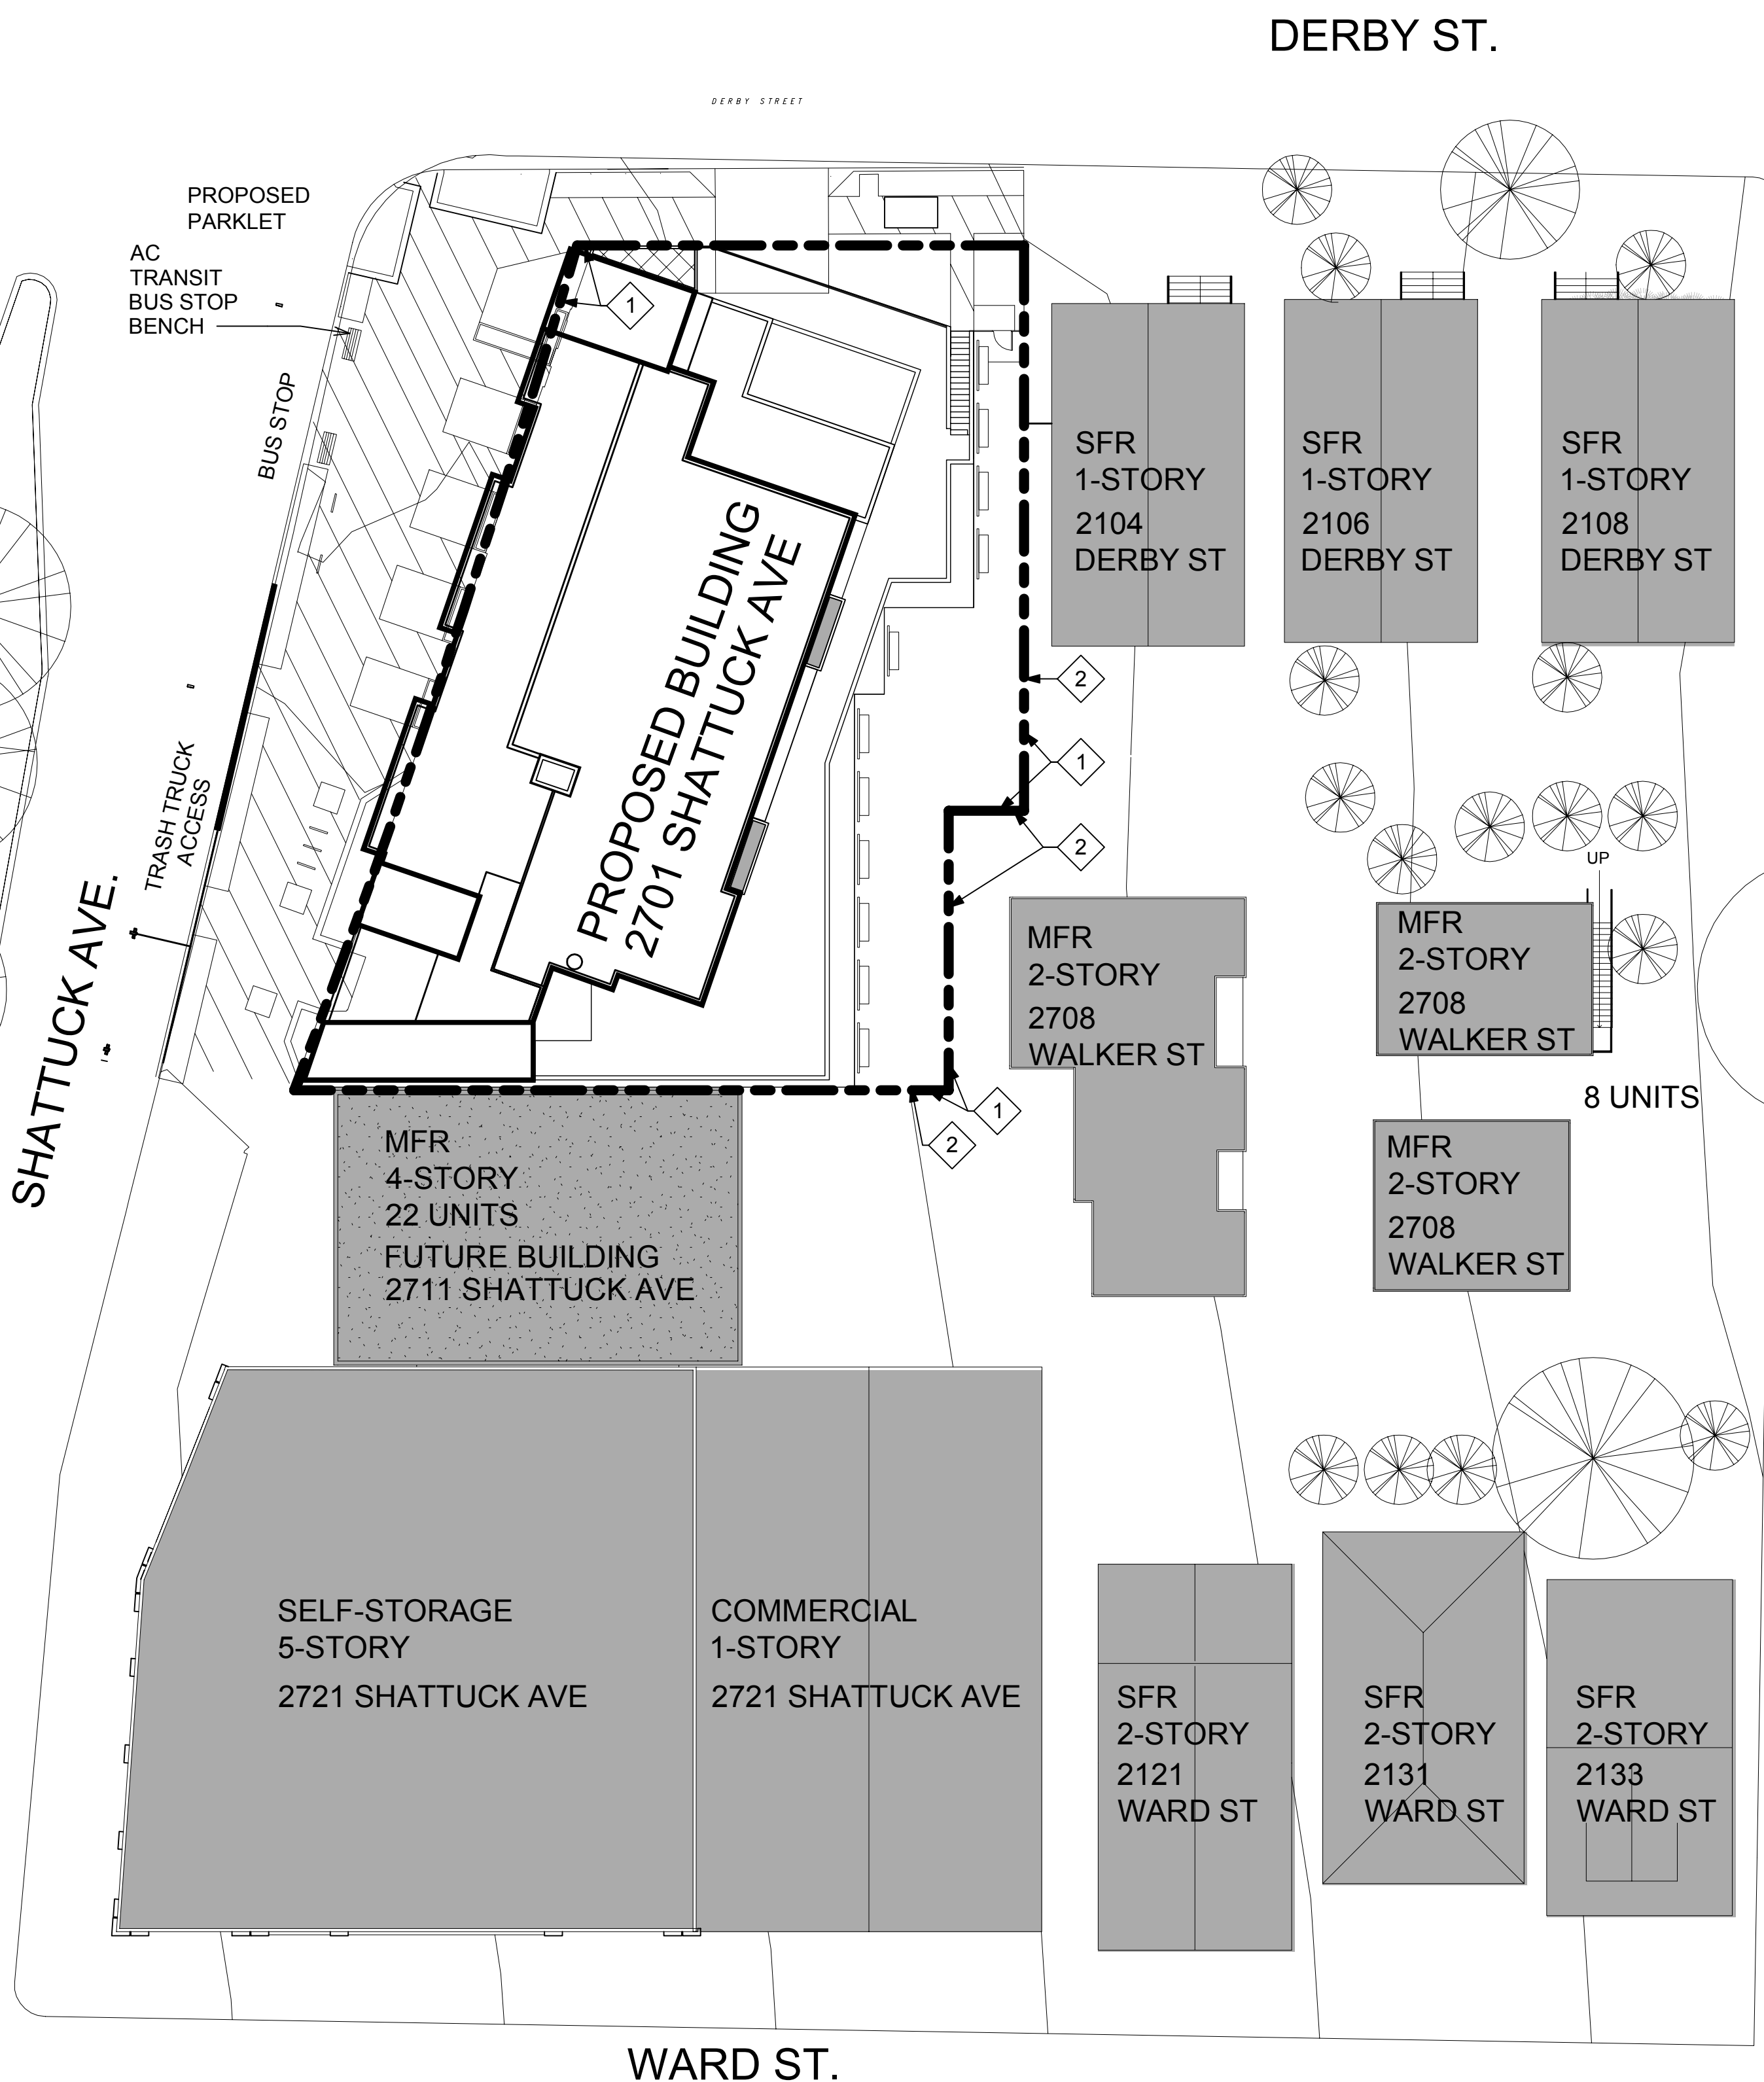 DERBY ST.
DERBY STREET
PROPOSED
PARKLET
AC
TRANSIT
BUS STOP
BENCH
BUS STOP
TRASH TRUCK
ACCESS
SHATTUCK AVE.
1
PROPOSED BUILDING
2701 SHATTUCK AVE
2
1
2
1
2
SFR
1-STORY
2104
DERBY ST
SFR
1-STORY
2106
DERBY ST
SFR
1-STORY
2108
DERBY ST
MFR
2-STORY
2708
WALKER ST
UP
MFR
2-STORY
2708
WALKER ST
8 UNITS
MFR
2-STORY
2708
WALKER ST
MFR
4-STORY
22 UNITS
FUTURE BUILDING
2711 SHATTUCK AVE
SELF-STORAGE
5-STORY
2721 SHATTUCK AVE
COMMERCIAL
1-STORY
2721 SHATTUCK AVE
SFR
2-STORY
2121
WARD ST
SFR
2-STORY
2131
WARD ST
SFR
2-STORY
2133
WARD ST
WARD ST.